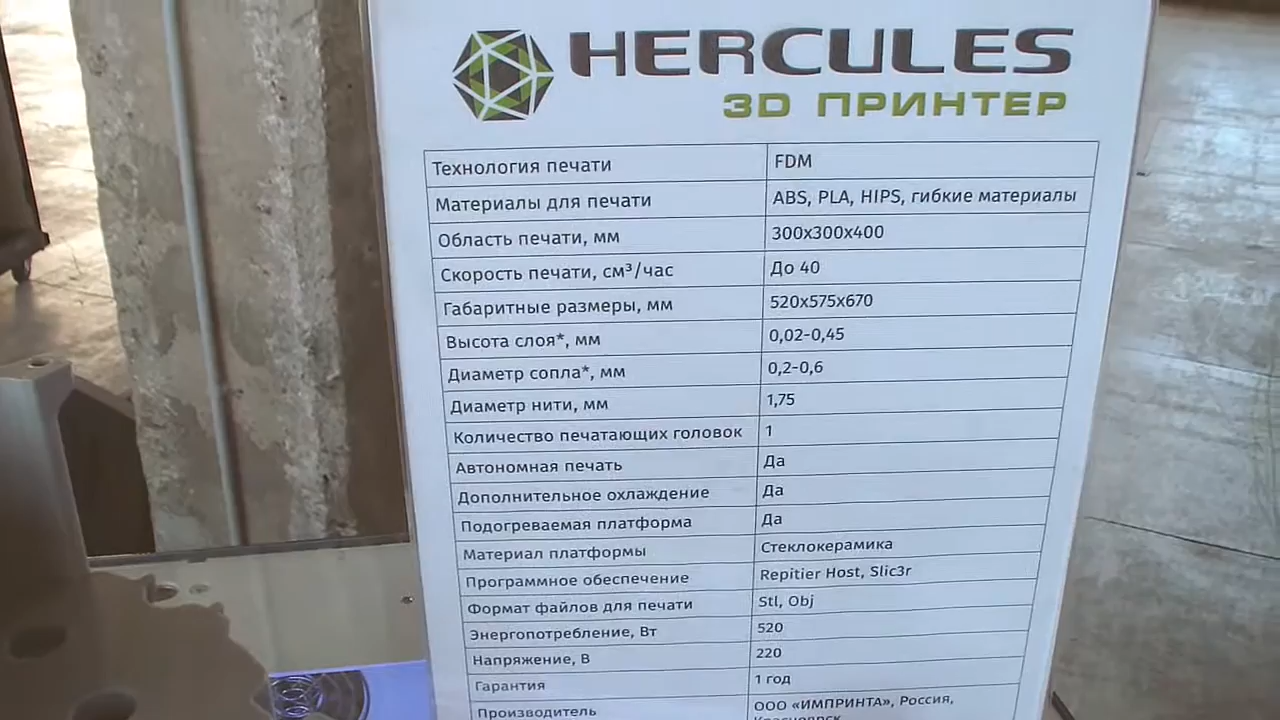 HERCULES
3D ПРИНТЕР
Технология печати FDM
Материалы для печати ABS, PLA, HIPS, гибкие материалы
Область печати, мм 300x300x400
Скорость печати, см³/час До 40
Габаритные размеры, мм 520x575x670
Высота слоя*, мм 0,02-0,45
Диаметр сопла*, мм 0,2-0,6
Диаметр нити, мм 1,75
Количество печатающих головок 1
Автономная печать Да
Дополнительное охлаждение Да
Подогреваемая платформа Да
Материал платформы Стеклокерамика
Программное обеспечение Repitier Host, Slic3r
Формат файлов для печати Stl, Obj
Энергопотребление, Вт 520
Напряжение, В 220
Гарантия 1 год
Производитель ООО «ИМПРИНТА», Россия,
Красноярск